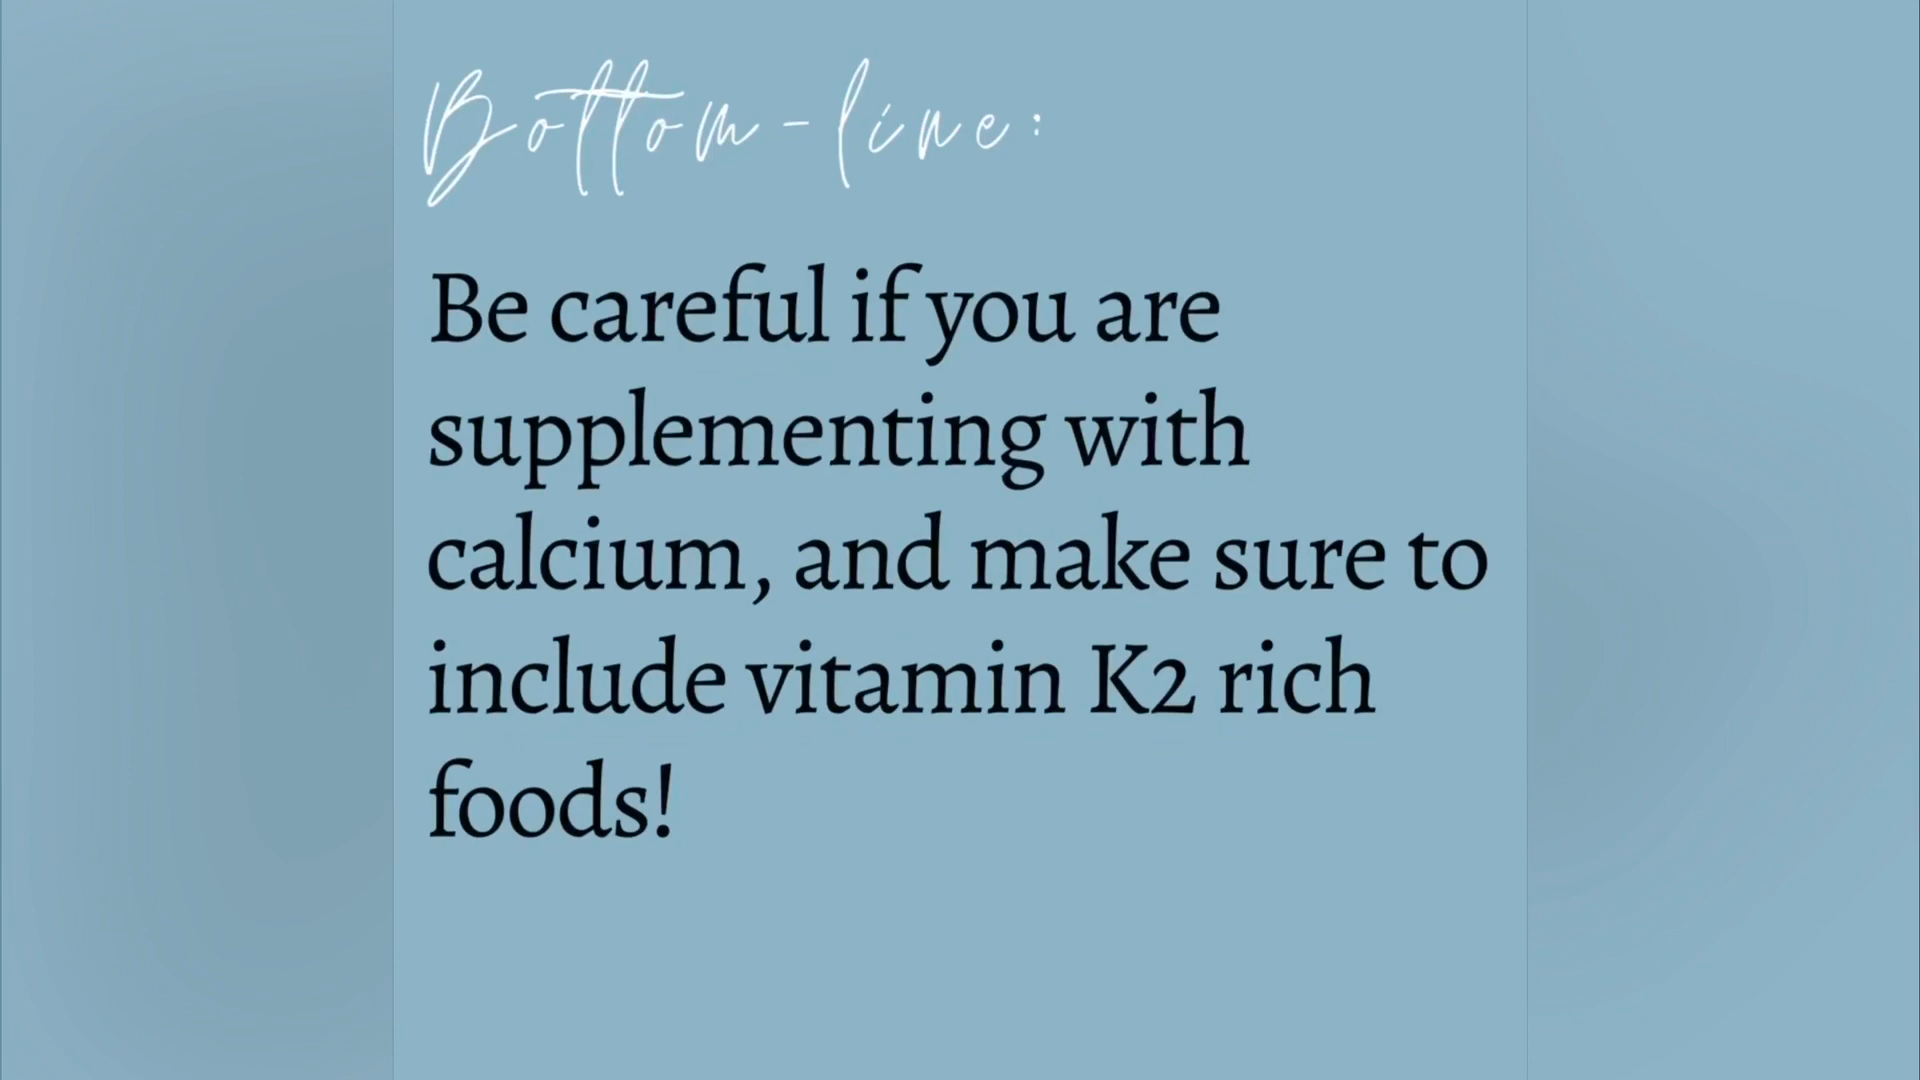 Bottom-line:
Be careful if you are
supplementing with
calcium, and make sure to
include vitamin K2 rich
foods!